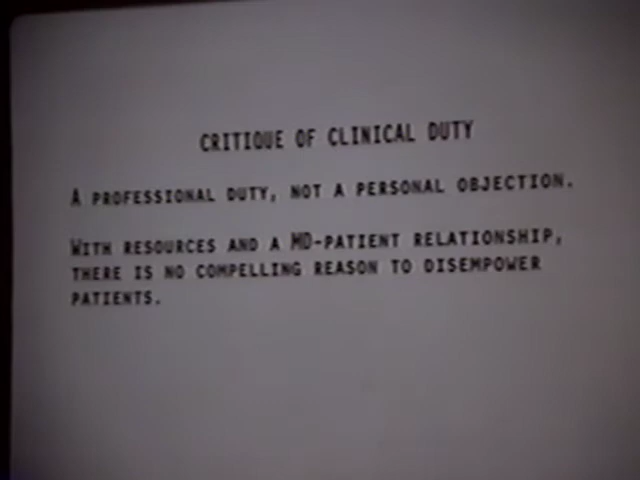 CRITIQUE OF CLINICAL DUTY
A PROFESSIONAL DUTY, NOT A PERSONAL OBJECTION.
WITH RESOURCES AND A MD-PATIENT RELATIONSHIP,
THERE IS NO COMPELLING REASON TO DISEMPOWER
PATIENTS.